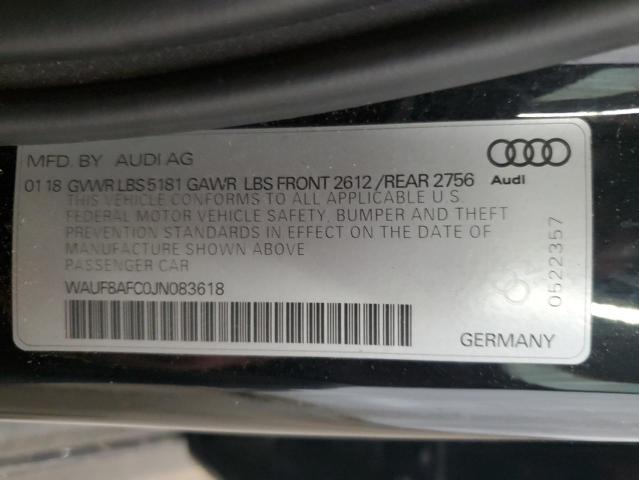 MFD. BY AUDI AG
Audi
01 18 GVWR LBS 5181 GAWR LBS FRONT 2612 / REAR 2756
THIS VEHICLE CONFORMS TO ALL APPLICABLE U S
FEDERAL MOTOR VEHICLE SAFETY, BUMPER AND THEFT
PREVENTION STANDARDS IN EFFECT ON THE DATE OF
MANUFACTURE SHOWN ABOVE
PASSENGER CAR
WAUF8AFC0JN083618
0522357
GERMANY